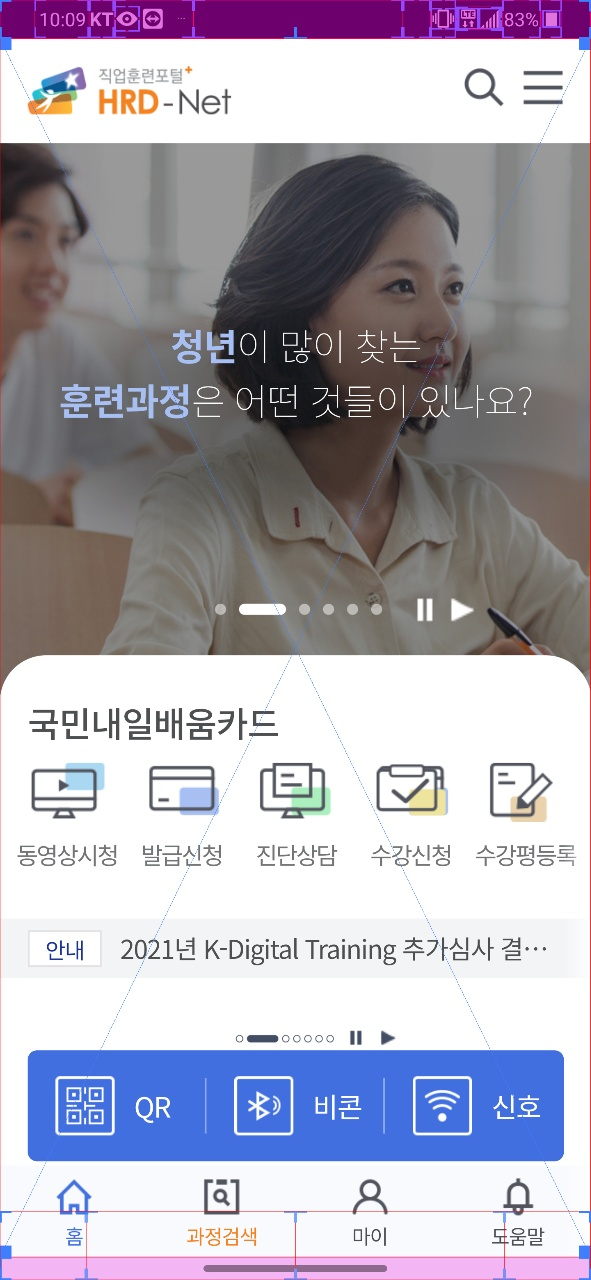 10:09 KT ... LTE 83%
직업훈련포털
HRD-Net
청년이 많이 찾는
훈련과정은 어떤 것들이 있나요?
국민내일배움카드
동영상시청 발급신청 진단상담 수강신청 수강평등록
안내 2021년 K-Digital Training 추가심사 결…
QR 비콘 신호
홈 과정검색 마이 도움말